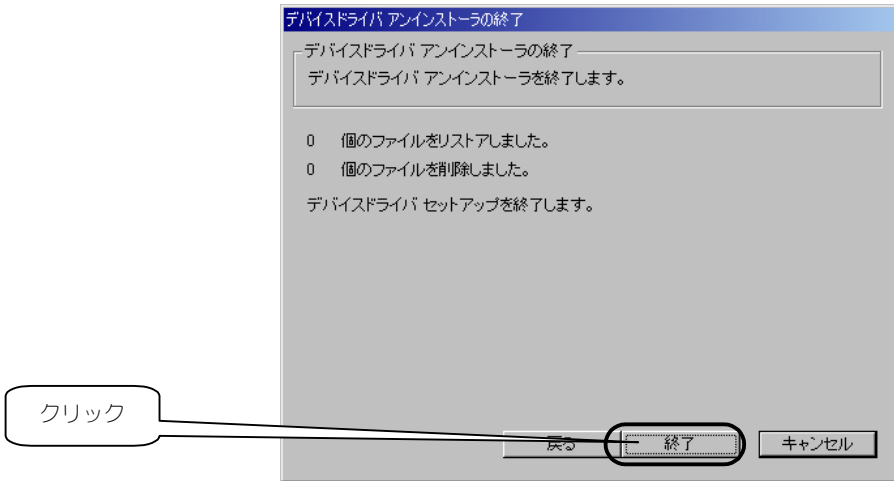 デバイスドライバ アンインストーラの終了
デバイスドライバ アンインストーラの終了
デバイスドライバ アンインストーラを終了します。
0 個のファイルをリストアしました。
0 個のファイルを削除しました。
デバイスドライバ セットアップを終了します。
クリック
戻る 終了 キャンセル